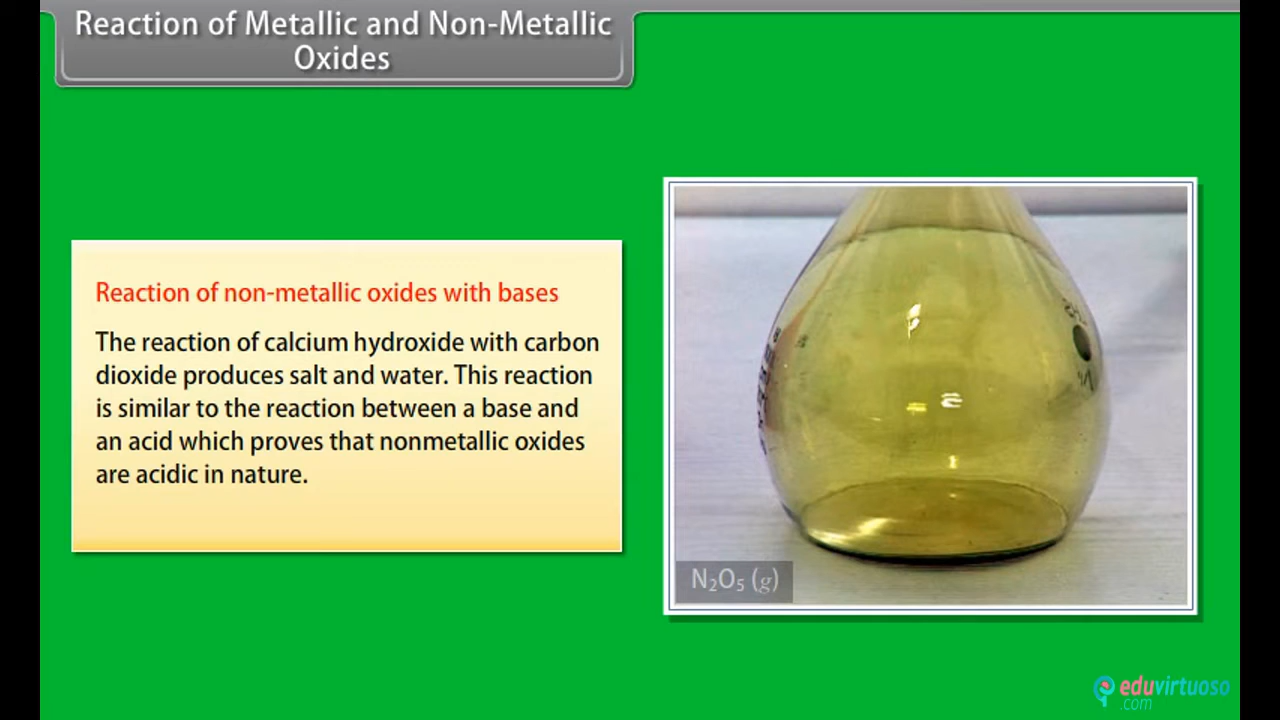 Reaction of Metallic and Non-Metallic
Oxides
Reaction of non-metallic oxides with bases
The reaction of calcium hydroxide with carbon
dioxide produces salt and water. This reaction
is similar to the reaction between a base and
an acid which proves that nonmetallic oxides
are acidic in nature.
N₂O₅ (g)
eduvirtuoso
.com